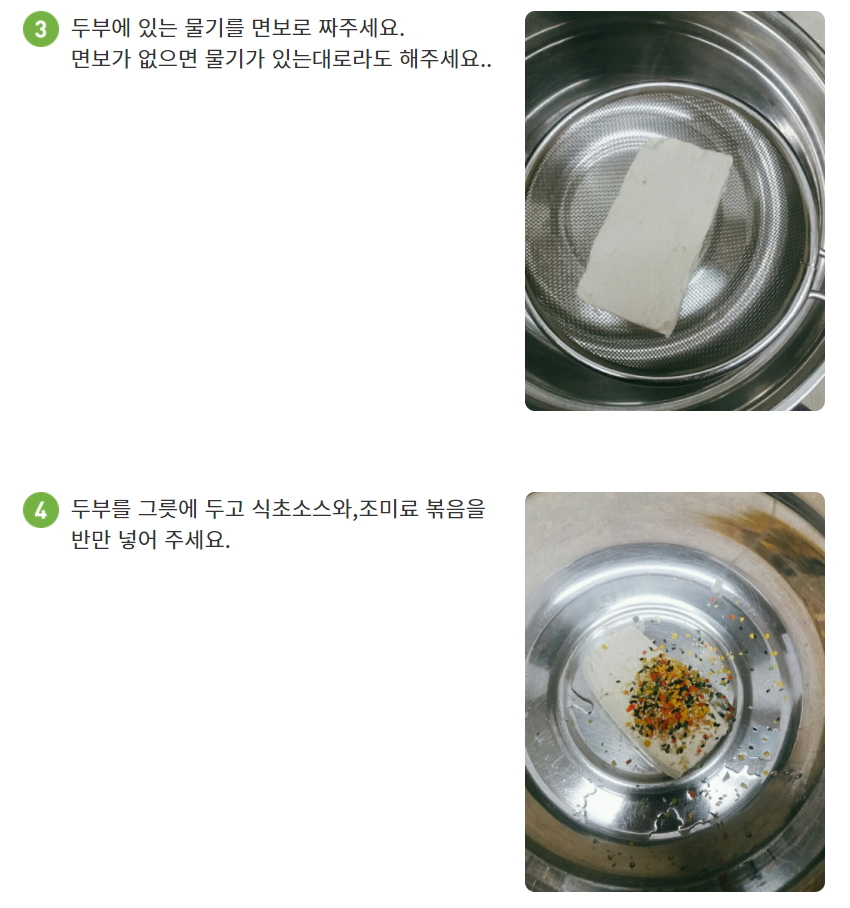 3
두부에 있는 물기를 면보로 짜주세요.
면보가 없으면 물기가 있는대로라도 해주세요..
4
두부를 그릇에 두고 식초소스와,조미료 볶음을
반만 넣어 주세요.